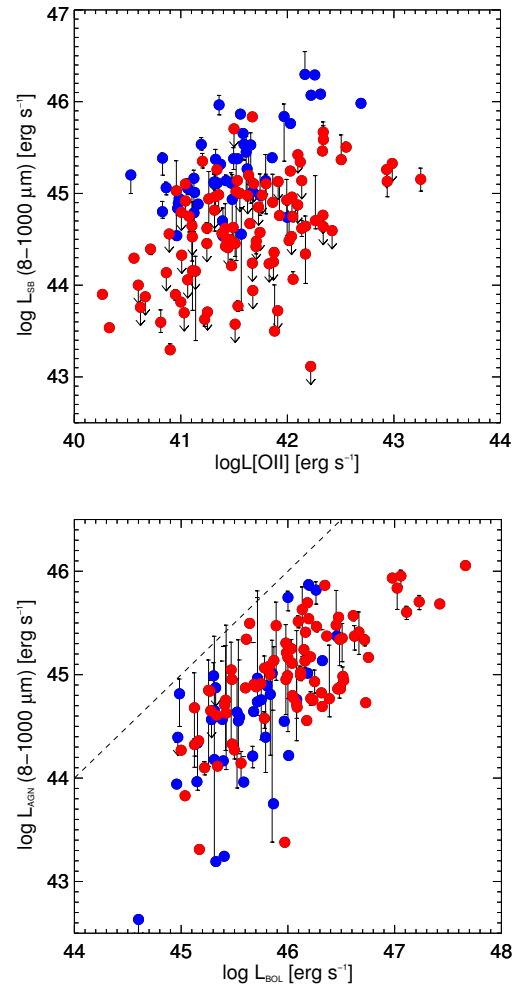 47
46
45
44
43
log L_SB (8−1000 μm) [erg s⁻¹]
40 41 42 43 44
logL[OII] [erg s⁻¹]
46
45
44
43
log L_AGN (8−1000 μm) [erg s⁻¹]
44 45 46 47 48
log L_BOL [erg s⁻¹]